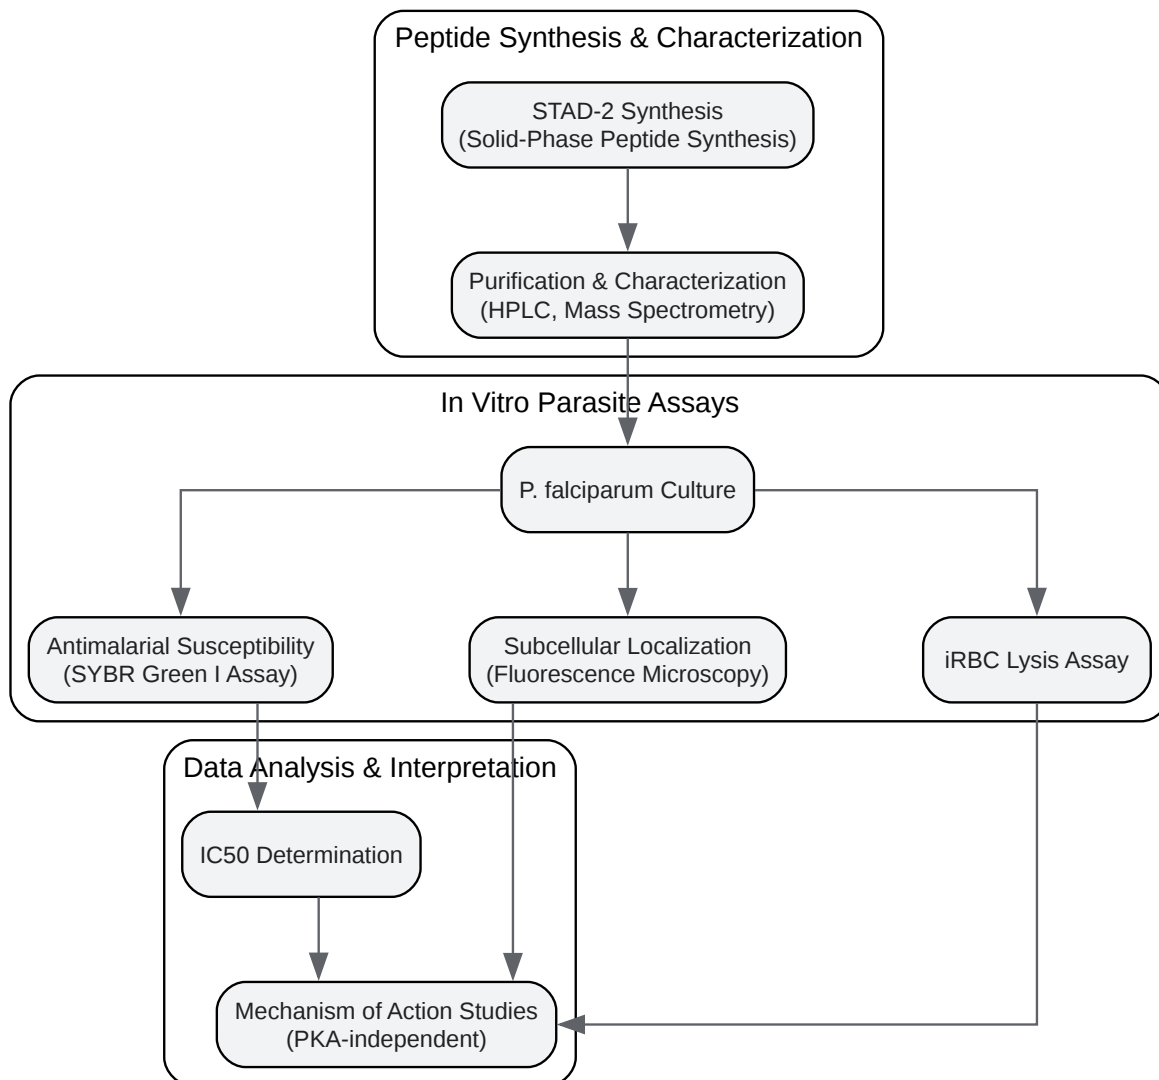 Peptide Synthesis & Characterization
STAD-2 Synthesis
(Solid-Phase Peptide Synthesis)
Purification & Characterization
(HPLC, Mass Spectrometry)
In Vitro Parasite Assays
P. falciparum Culture
Antimalarial Susceptibility
(SYBR Green I Assay)
Subcellular Localization
(Fluorescence Microscopy)
iRBC Lysis Assay
Data Analysis & Interpretation
IC50 Determination
Mechanism of Action Studies
(PKA-independent)